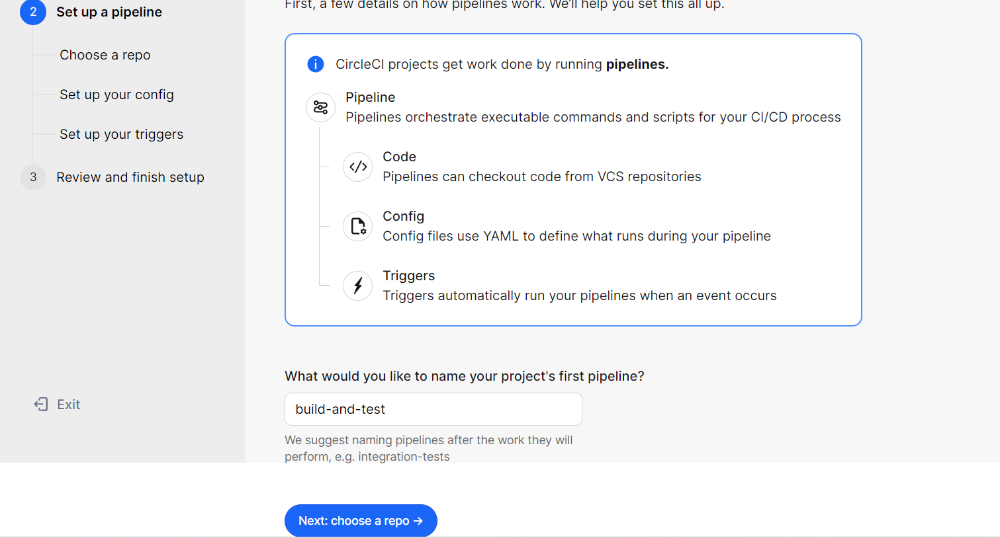 2 Set up a pipeline
Choose a repo
Set up your config
Set up your triggers
3 Review and finish setup
Exit
First, a few details on how pipelines work. We'll help you set this all up.
CircleCI projects get work done by running pipelines.
Pipeline
Pipelines orchestrate executable commands and scripts for your CI/CD process
Code
Pipelines can checkout code from VCS repositories
Config
Config files use YAML to define what runs during your pipeline
Triggers
Triggers automatically run your pipelines when an event occurs
What would you like to name your project's first pipeline?
build-and-test
We suggest naming pipelines after the work they will
perform, e.g. integration-tests
Next: choose a repo →